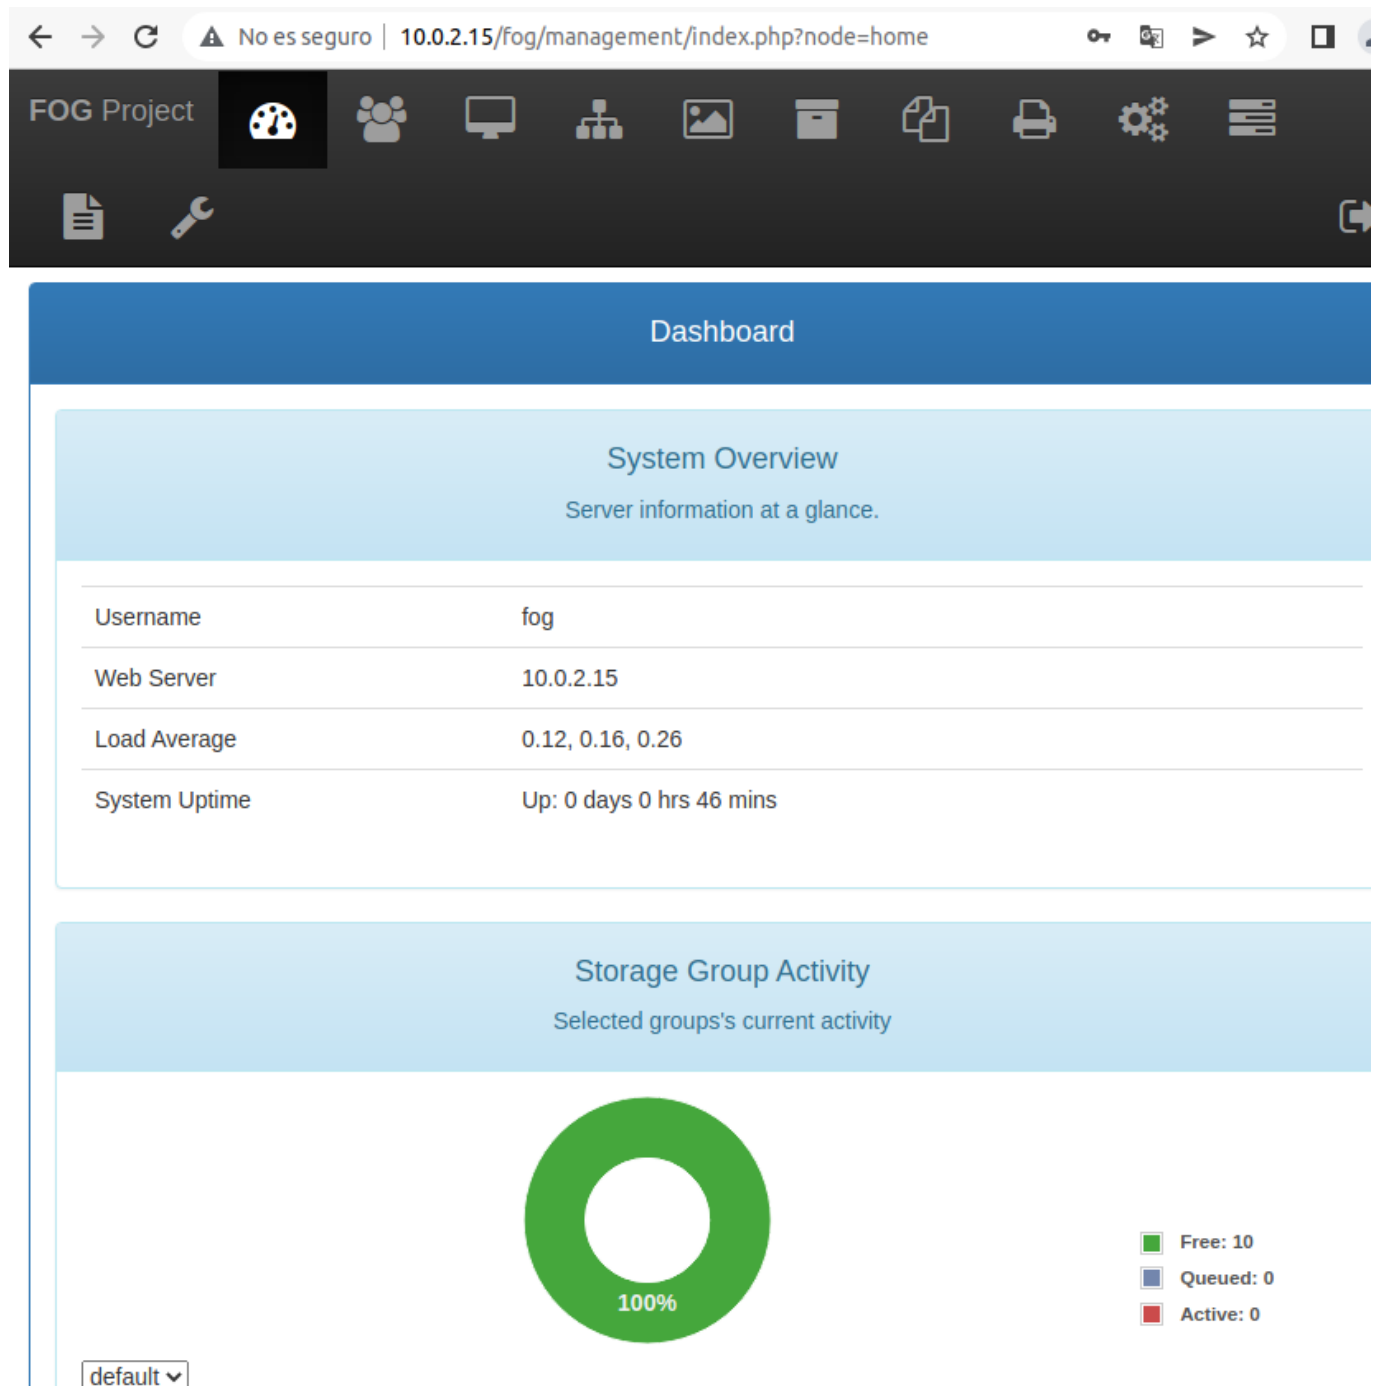 No es seguro | 10.0.2.15/fog/management/index.php?node=home
FOG Project
Dashboard
System Overview
Server information at a glance.
Username fog
Web Server 10.0.2.15
Load Average 0.12, 0.16, 0.26
System Uptime Up: 0 days 0 hrs 46 mins
Storage Group Activity
Selected groups's current activity
100%
Free: 10
Queued: 0
Active: 0
default